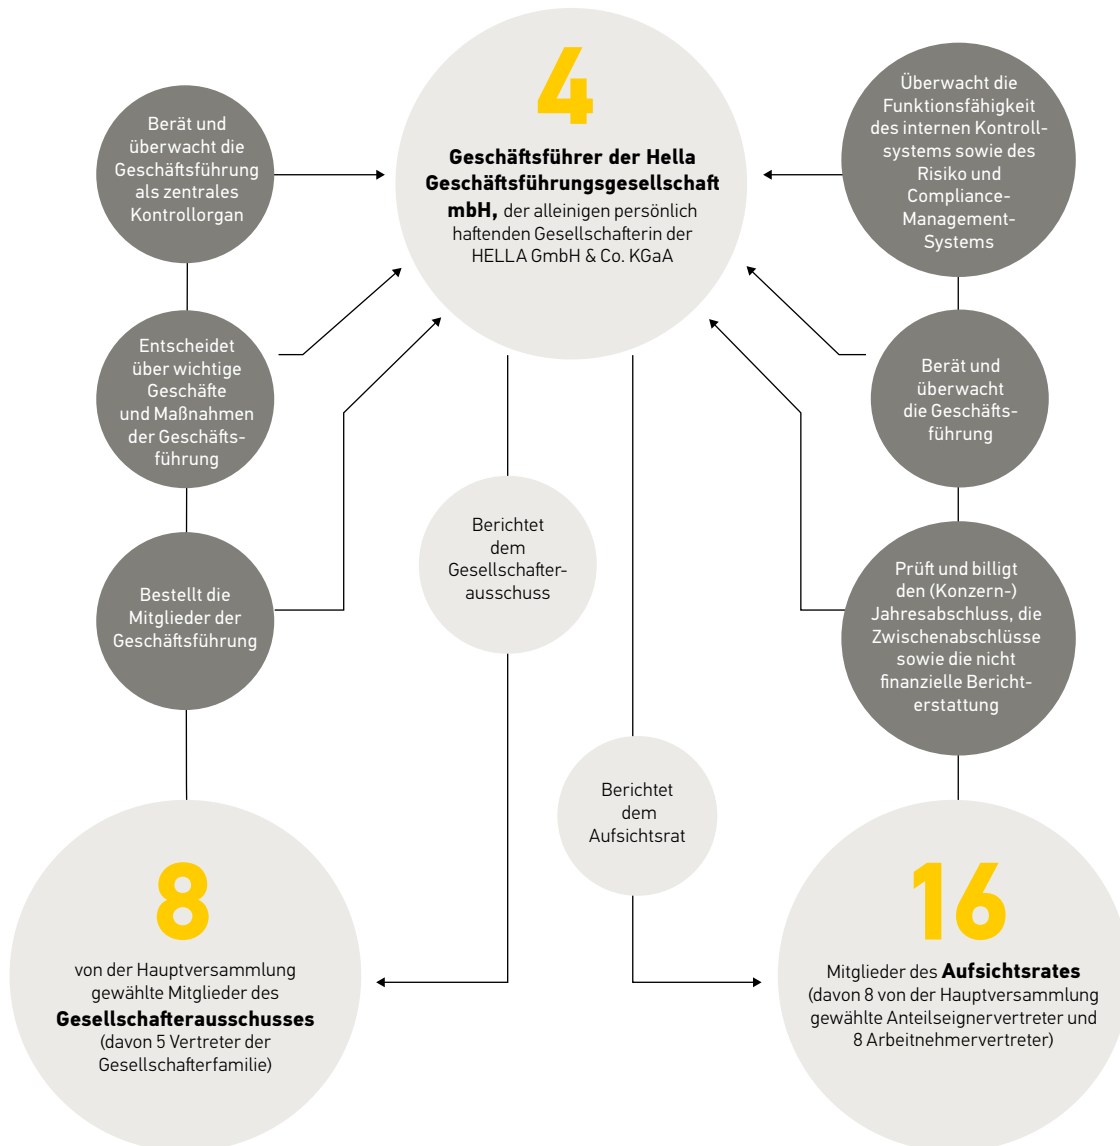 4
Geschäftsführer der Hella
Geschäftsführungsgesellschaft
mbH, der alleinigen persönlich
haftenden Gesellschafterin der
HELLA GmbH & Co. KGaA
Berät und
überwacht die
Geschäftsführung
als zentrales
Kontrollorgan
Entscheidet
über wichtige
Geschäfte
und Maßnahmen
der Geschäfts-
führung
Bestellt die
Mitglieder der
Geschäftsführung
8
von der Hauptversammlung
gewählte Mitglieder des
Gesellschafterausschusses
(davon 5 Vertreter der
Gesellschafterfamilie)
Berichtet
dem
Gesellschafter-
ausschuss
Berichtet
dem
Aufsichtsrat
Überwacht die
Funktionsfähigkeit
des internen Kontroll-
systems sowie des
Risiko und
Compliance-
Management-
Systems
Berät und
überwacht
die Geschäfts-
führung
Prüft und billigt
den (Konzern-)
Jahresabschluss, die
Zwischenabschlüsse
sowie die nicht
finanzielle Bericht-
erstattung
16
Mitglieder des Aufsichtsrates
(davon 8 von der Hauptversammlung
gewählte Anteilseignervertreter und
8 Arbeitnehmervertreter)